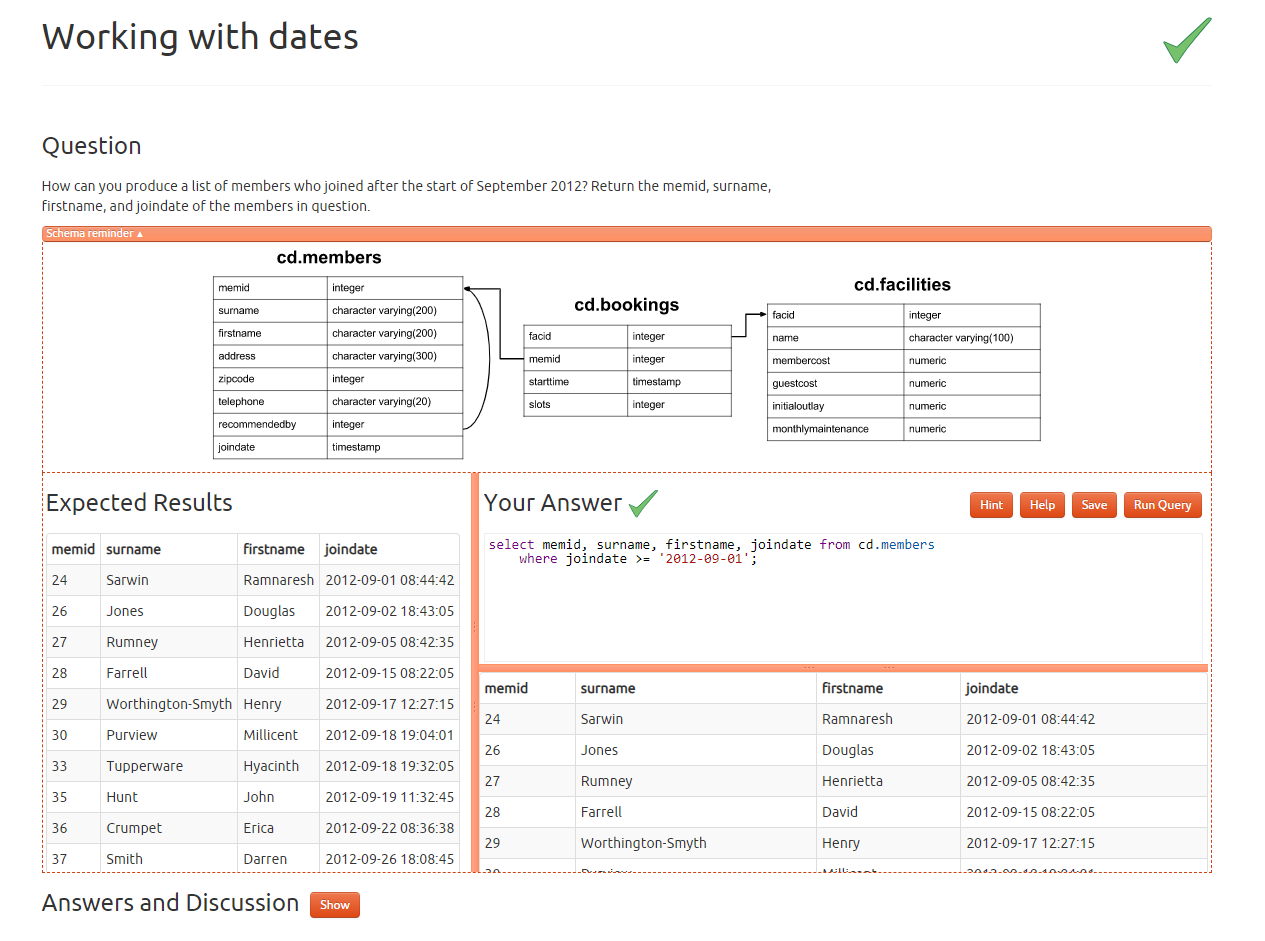 Working with dates
Question
How can you produce a list of members who joined after the start of September 2012? Return the memid, surname,
firstname, and joindate of the members in question.
Schema reminder ▲
cd.members
memid integer
surname character varying(200)
firstname character varying(200)
address character varying(300)
zipcode integer
telephone character varying(20)
recommendedby integer
joindate timestamp
cd.bookings
facid integer
memid integer
starttime timestamp
slots integer
cd.facilities
facid integer
name character varying(100)
membercost numeric
guestcost numeric
initialoutlay numeric
monthlymaintenance numeric
Expected Results
memid surname firstname joindate
24 Sarwin Ramnaresh 2012-09-01 08:44:42
26 Jones Douglas 2012-09-02 18:43:05
27 Rumney Henrietta 2012-09-05 08:42:35
28 Farrell David 2012-09-15 08:22:05
29 Worthington-Smyth Henry 2012-09-17 12:27:15
30 Purview Millicent 2012-09-18 19:04:01
33 Tupperware Hyacinth 2012-09-18 19:32:05
35 Hunt John 2012-09-19 11:32:45
36 Crumpet Erica 2012-09-22 08:36:38
37 Smith Darren 2012-09-26 18:08:45
Your Answer
Hint Help Save Run Query
select memid, surname, firstname, joindate from cd.members
where joindate >= '2012-09-01';
memid surname firstname joindate
24 Sarwin Ramnaresh 2012-09-01 08:44:42
26 Jones Douglas 2012-09-02 18:43:05
27 Rumney Henrietta 2012-09-05 08:42:35
28 Farrell David 2012-09-15 08:22:05
29 Worthington-Smyth Henry 2012-09-17 12:27:15
Answers and Discussion Show